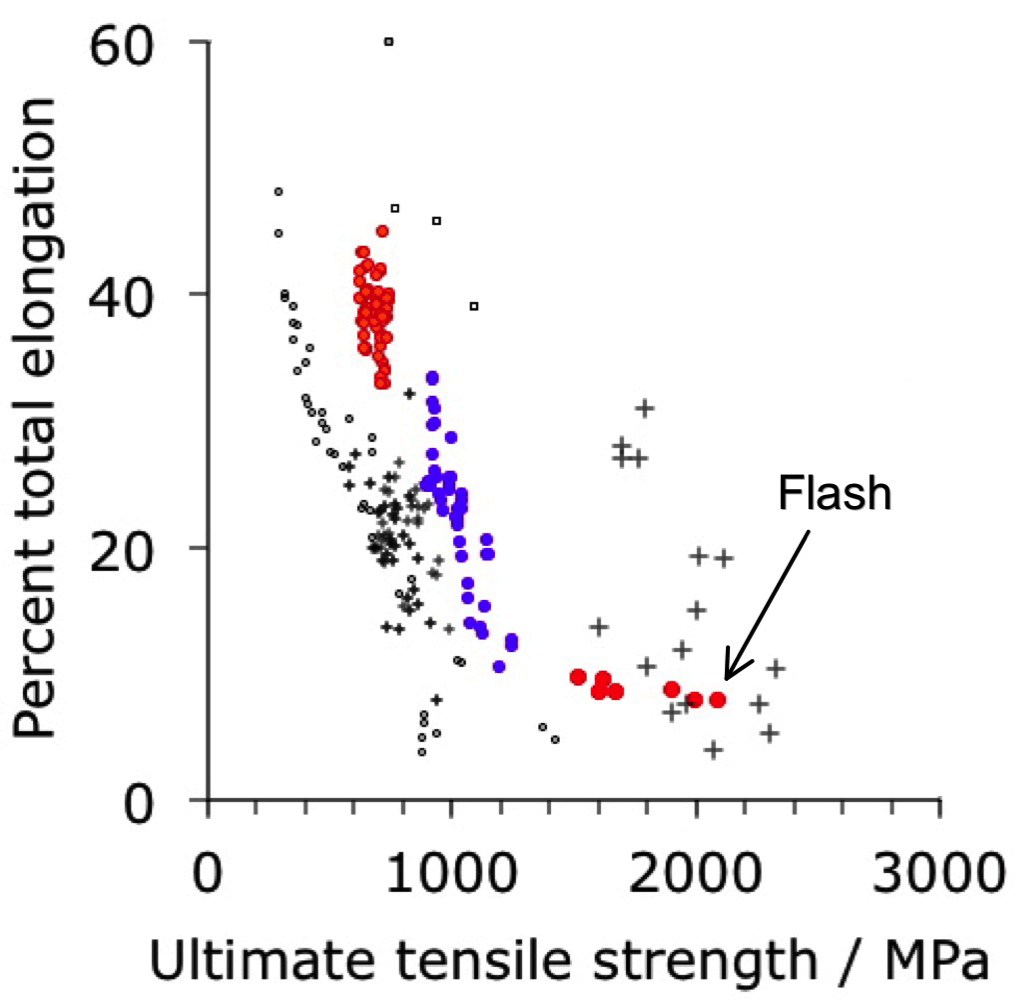 Percent total elongation
60
40
20
0
Flash
0 1000 2000 3000
Ultimate tensile strength / MPa